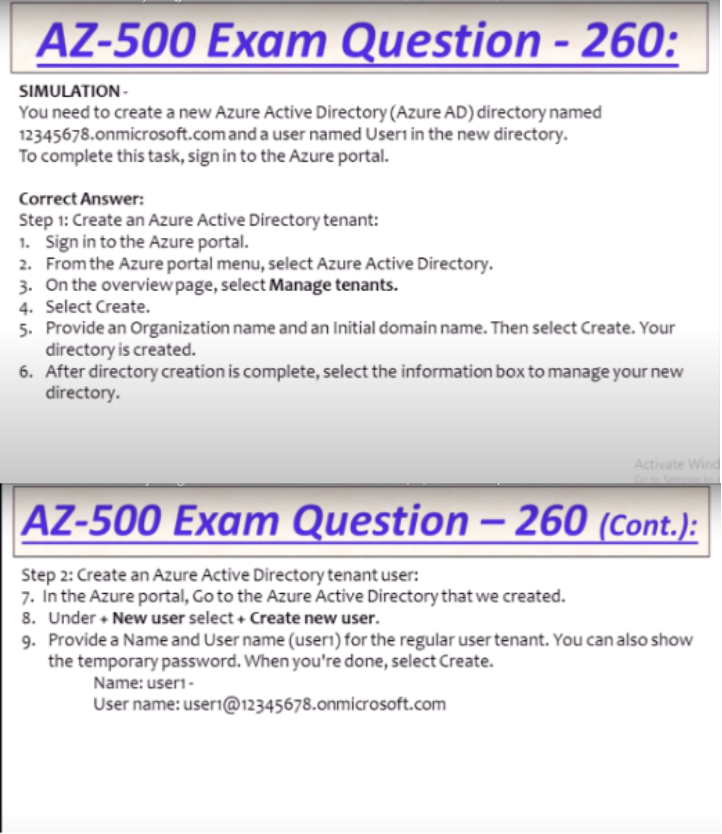 AZ-500 Exam Question - 260:
SIMULATION -
You need to create a new Azure Active Directory (Azure AD) directory named
12345678.onmicrosoft.com and a user named User1 in the new directory.
To complete this task, sign in to the Azure portal.
Correct Answer:
Step 1: Create an Azure Active Directory tenant:
1. Sign in to the Azure portal.
2. From the Azure portal menu, select Azure Active Directory.
3. On the overview page, select Manage tenants.
4. Select Create.
5. Provide an Organization name and an Initial domain name. Then select Create. Your
directory is created.
6. After directory creation is complete, select the information box to manage your new
directory.
Activate Wind
AZ-500 Exam Question – 260 (Cont.):
Step 2: Create an Azure Active Directory tenant user:
7. In the Azure portal, Go to the Azure Active Directory that we created.
8. Under + New user select + Create new user.
9. Provide a Name and User name (user1) for the regular user tenant. You can also show
the temporary password. When you're done, select Create.
Name: user1 -
User name: user1@12345678.onmicrosoft.com